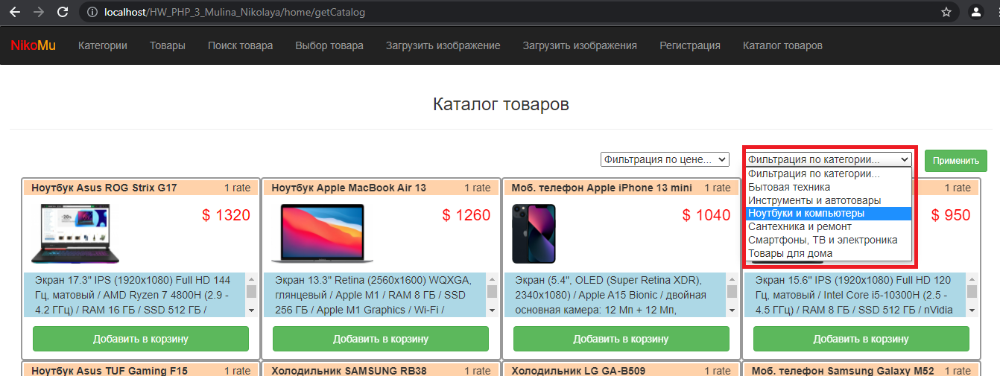 localhost/HW_PHP_3_Mulina_Nikolaya/home/getCatalog
NikoMu Категории Товары Поиск товара Выбор товара Загрузить изображение Загрузить изображения Регистрация Каталог товаров
Каталог товаров
Фильтрация по цене... Фильтрация по категории... Применить
Фильтрация по категории...
Бытовая техника
Инструменты и автотовары
Ноутбуки и компьютеры
Сантехника и ремонт
Смартфоны, ТВ и электроника
Товары для дома
Ноутбук Asus ROG Strix G17 1 rate
$ 1320
Экран 17.3" IPS (1920x1080) Full HD 144
Гц, матовый / AMD Ryzen 7 4800H (2.9 -
4.2 ГГц) / RAM 16 ГБ / SSD 512 ГБ /
Добавить в корзину
Ноутбук Apple MacBook Air 13 1 rate
$ 1260
Экран 13.3" Retina (2560x1600) WQXGA,
глянцевый / Apple M1 / RAM 8 ГБ / SSD
256 ГБ / Apple M1 Graphics / Wi-Fi /
Добавить в корзину
Моб. телефон Apple iPhone 13 mini 1 rate
$ 1040
Экран (5.4", OLED (Super Retina XDR),
2340x1080) / Apple A15 Bionic / двойная
основная камера: 12 Мп + 12 Мп,
Добавить в корзину
1 rate
$ 950
Экран 15.6" IPS (1920x1080) Full HD 120
Гц, матовый / Intel Core i5-10300H (2.5 -
4.5 ГГц) / RAM 8 ГБ / SSD 512 ГБ / nVidia
Добавить в корзину
Ноутбук Asus TUF Gaming F15 1 rate
Холодильник SAMSUNG RB38 1 rate
Холодильник LG GA-B509 1 rate
Моб. телефон Samsung Galaxy M52 1 rate